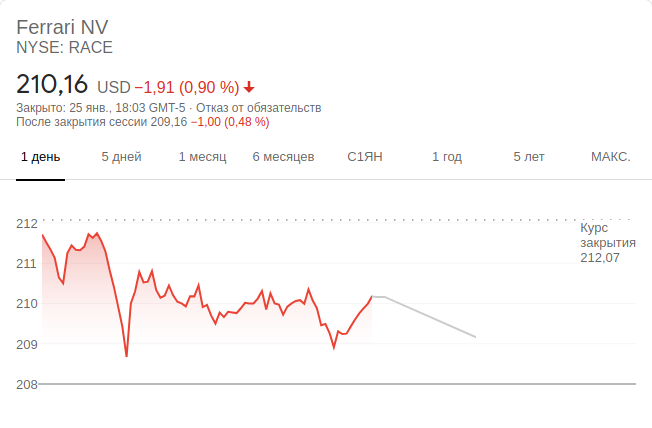 Ferrari NV
NYSE: RACE
210,16 USD −1,91 (0,90 %)
Закрыто: 25 янв., 18:03 GMT-5 · Отказ от обязательств
После закрытия сессии 209,16 −1,00 (0,48 %)
1 день 5 дней 1 месяц 6 месяцев С1ЯН 1 год 5 лет МАКС.
212
211
210
209
208
Курс
закрытия
212,07